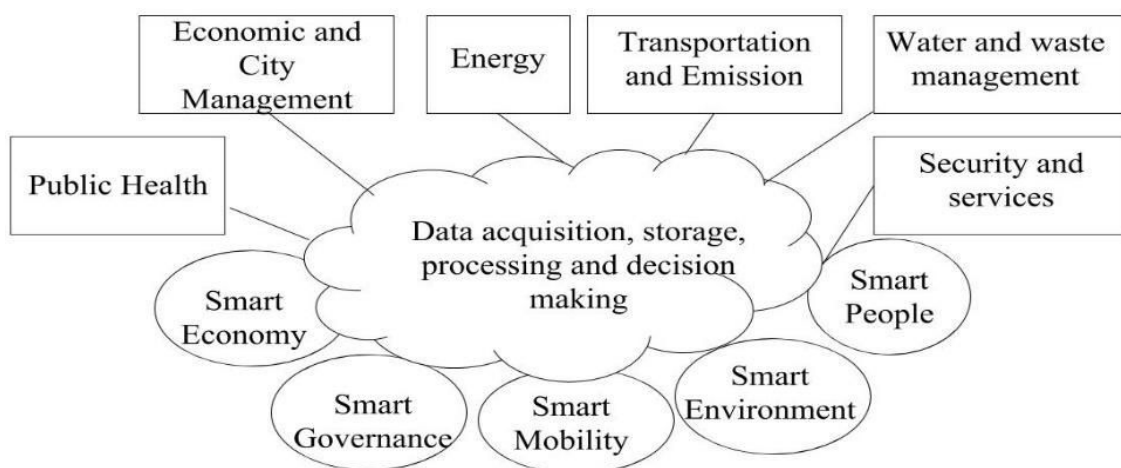 Economic and
City
Management
Energy
Transportation
and Emission
Water and waste
management
Public Health
Security and
services
Data acquisition, storage,
processing and decision
making
Smart
Economy
Smart
Governance
Smart
Mobility
Smart
Environment
Smart
People